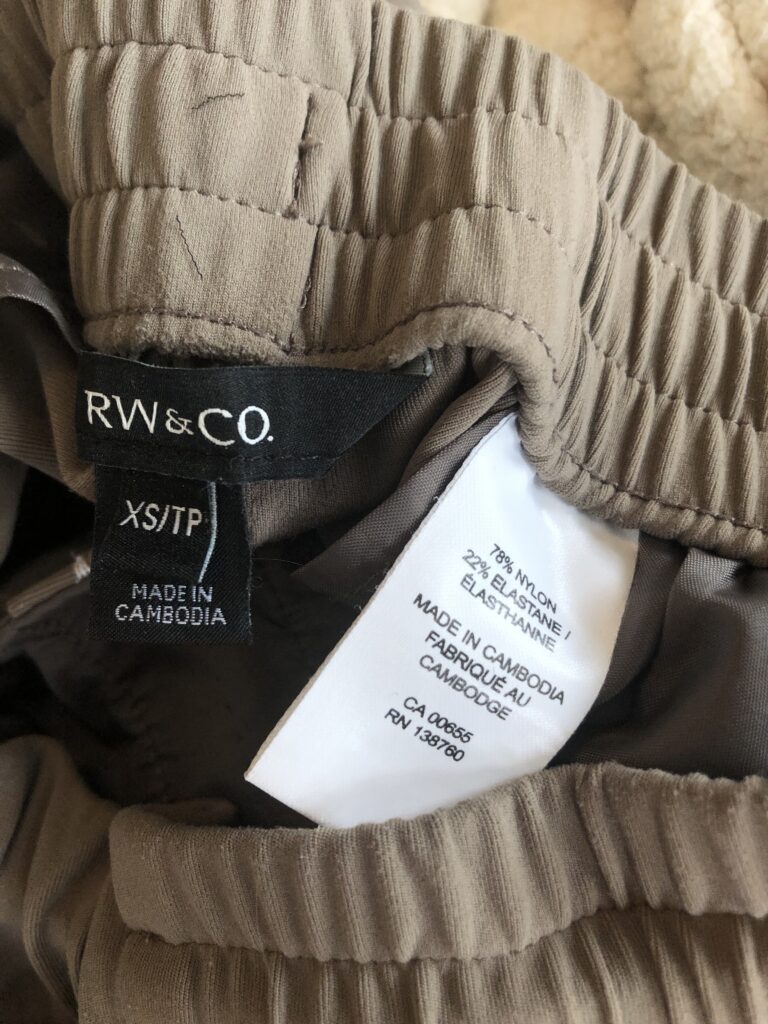 RW&CO.
XS/TP
MADE IN
CAMBODIA
78% NYLON
22% ELASTANE /
ÉLASTHANNE
MADE IN CAMBODIA
FABRIQUÉ AU
CAMBODGE
CA 00655
RN 138760